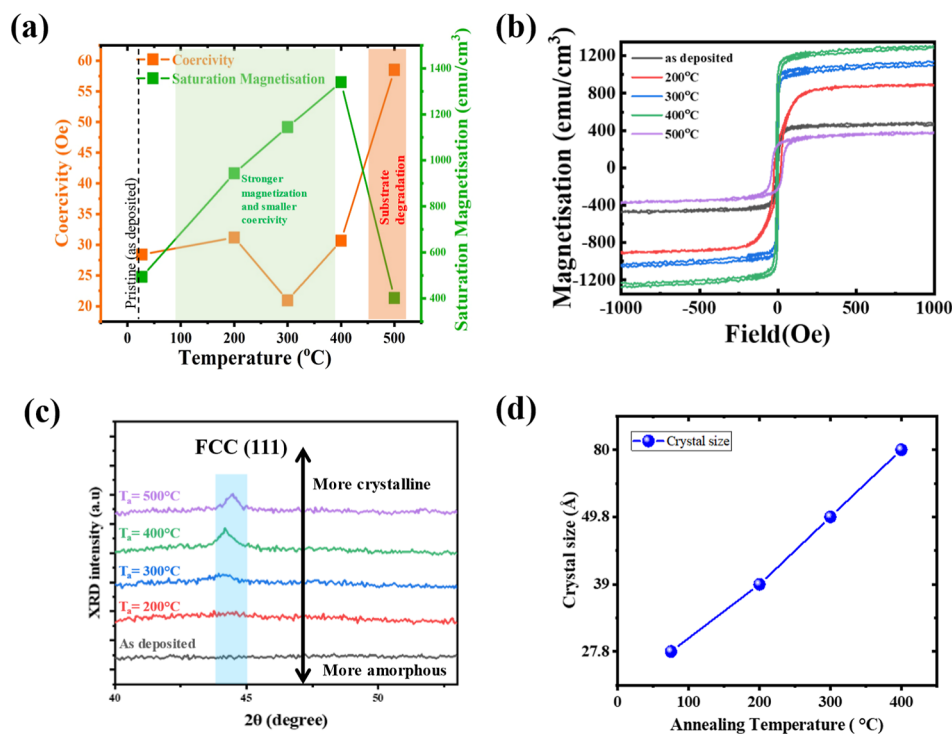 (a)
Coercivity
Saturation Magnetisation
Pristine (as deposited)
Stronger
magnetization
and smaller
coercivity
Substrate
degradation
Coercivity (Oe)
60
55
50
45
40
35
30
25
20
Saturation Magnetisation (emu/cm³)
1400
1200
1000
800
600
400
0 100 200 300 400 500
Temperature (⁰C)
(b)
as deposited
200°C
300°C
400°C
500°C
Magnetisation (emu/cm³)
1200
800
400
0
-400
-800
-1200
-1000 -500 0 500 1000
Field(Oe)
(c)
FCC (111)
More crystalline
Tₐ= 500°C
Tₐ= 400°C
Tₐ= 300°C
Tₐ= 200°C
As deposited
More amorphous
XRD intensity (a.u)
40 45 50
2θ (degree)
(d)
Crystal size
Crystal size (Å)
80
49.8
39
27.8
0 100 200 300 400
Annealing Temperature ( °C)